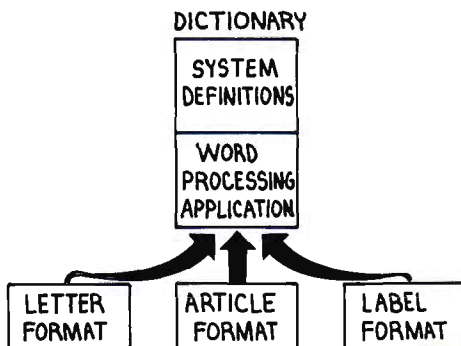 DICTIONARY
SYSTEM
DEFINITIONS
WORD
PROCESSING
APPLICATION
LETTER
FORMAT
ARTICLE
FORMAT
LABEL
FORMAT